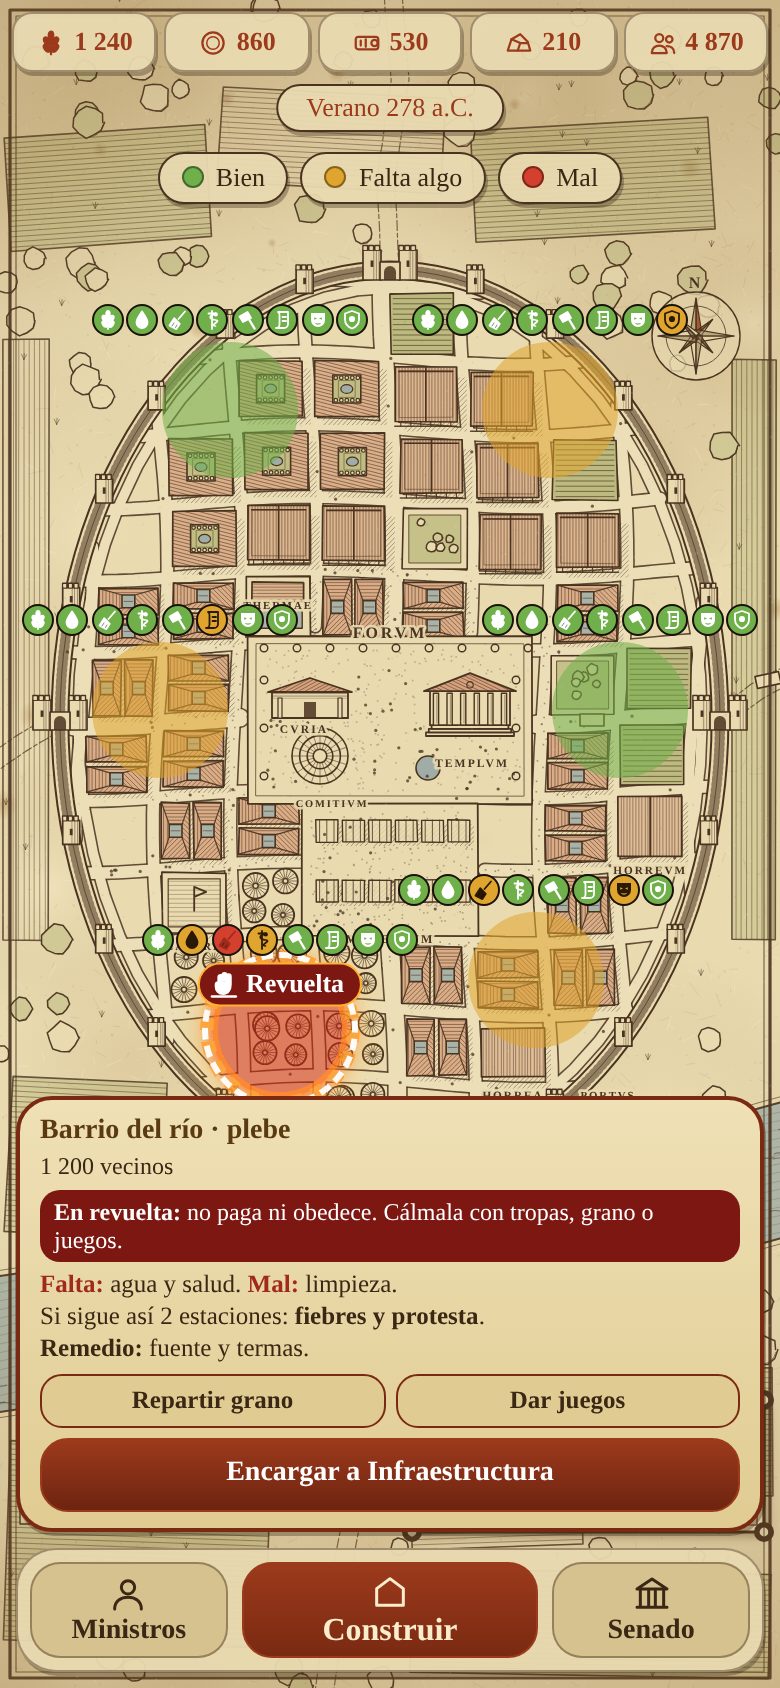 1 240 860 530 210 4 870
Verano 278 a.C.
Bien Falta algo Mal
N
THERMAE
FORVM
CVRIA
TEMPLVM
COMITIVM
HORREVM
Revuelta
HORREA PORTVS
Barrio del río · plebe
1 200 vecinos
En revuelta: no paga ni obedece. Cálmala con tropas, grano o
juegos.
Falta: agua y salud. Mal: limpieza.
Si sigue así 2 estaciones: fiebres y protesta.
Remedio: fuente y termas.
Repartir grano Dar juegos
Encargar a Infraestructura
Ministros Construir Senado